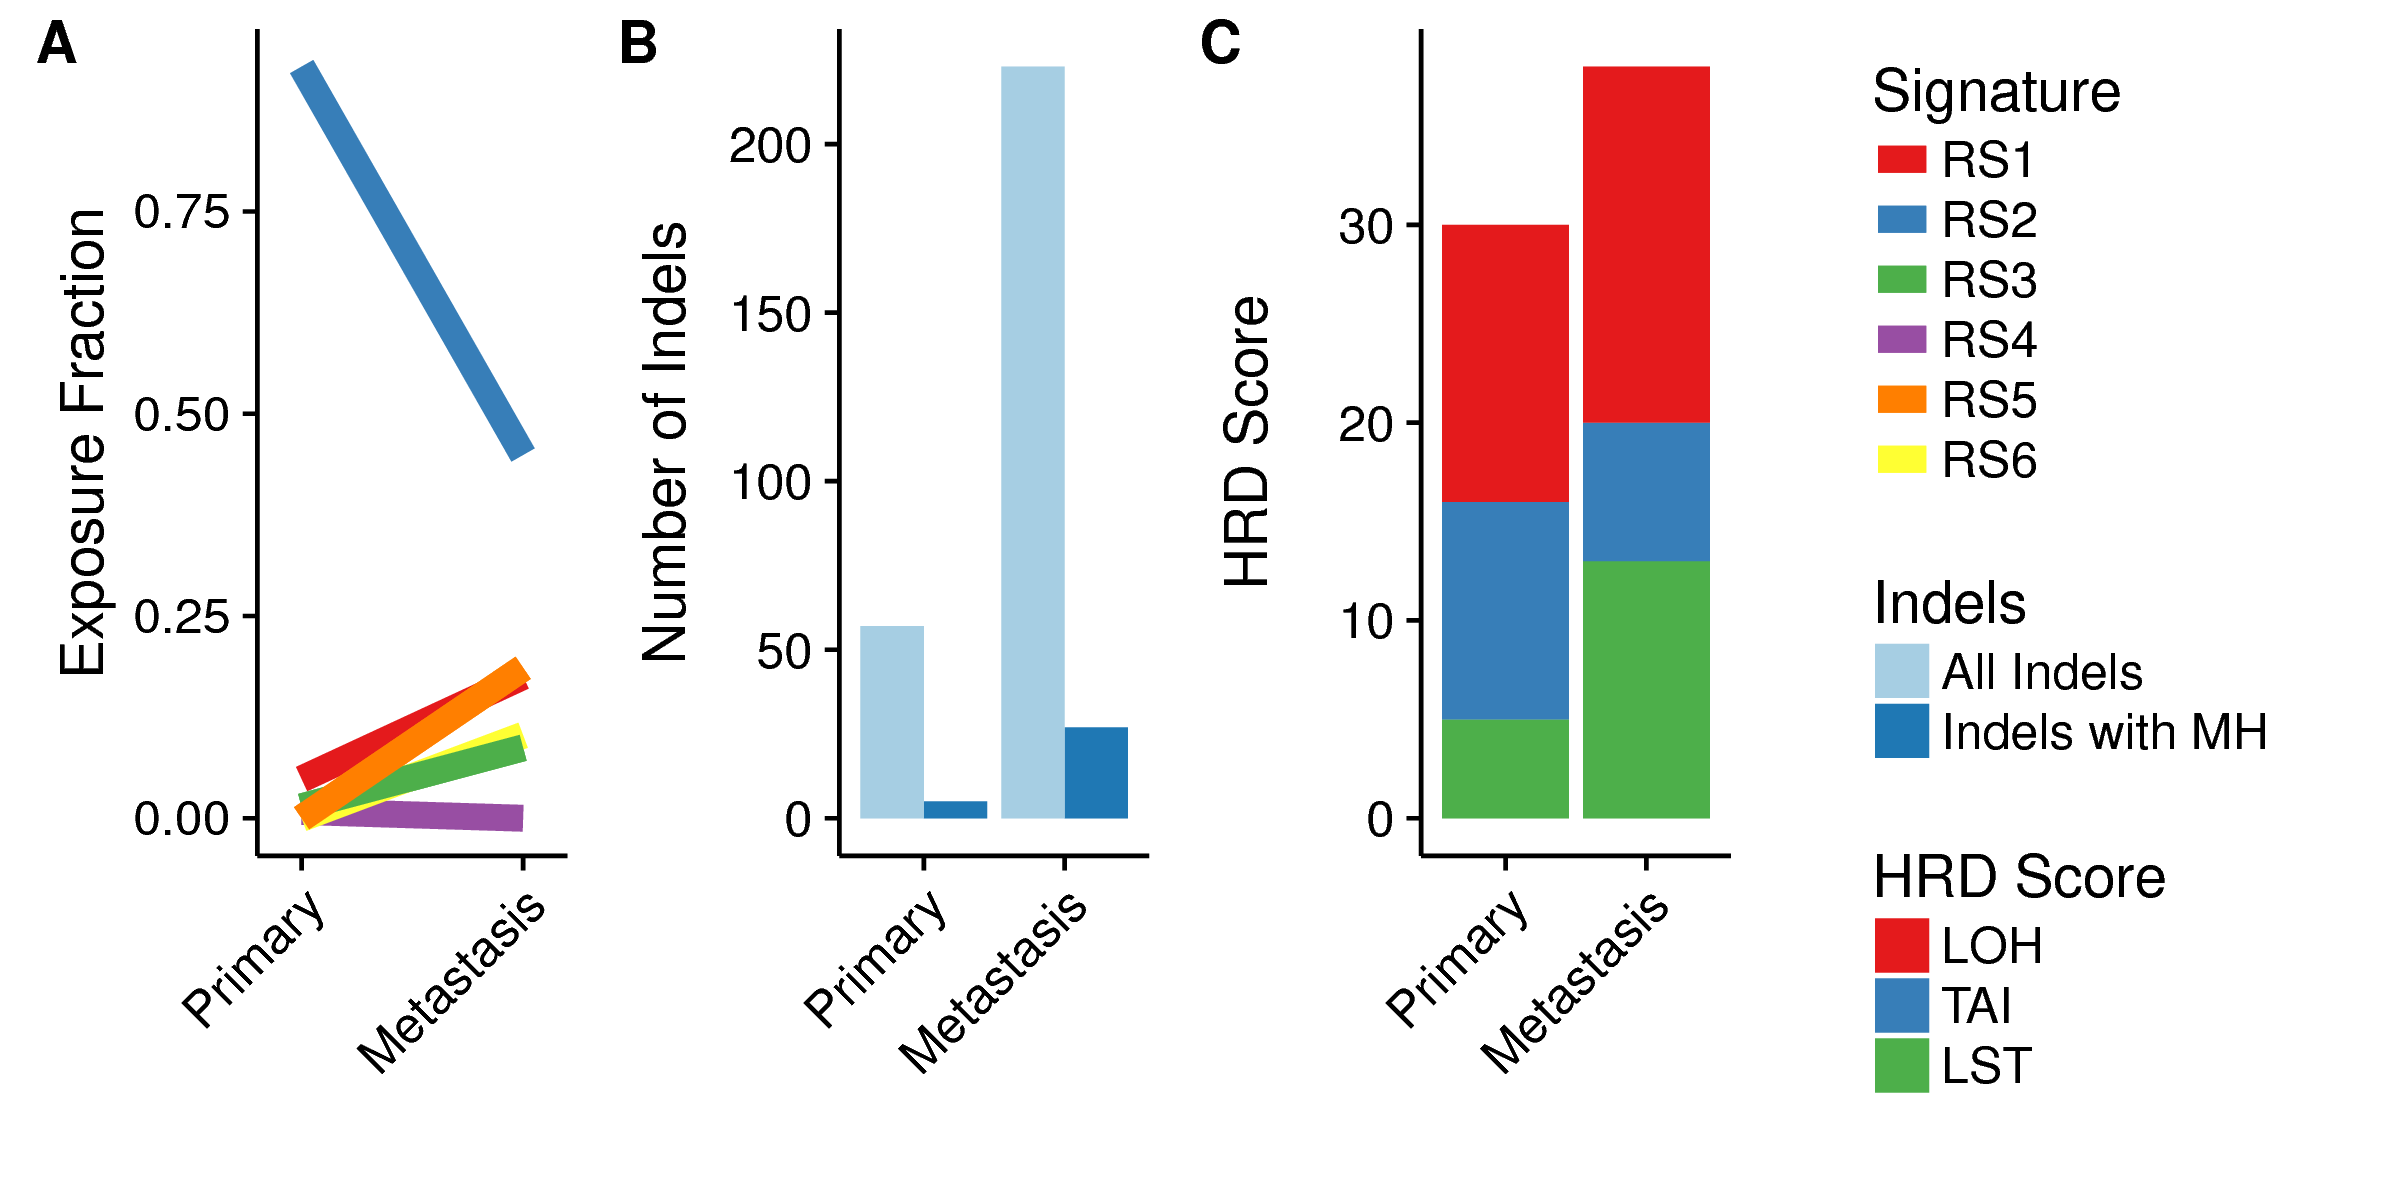 A
Exposure Fraction
0.75
0.50
0.25
0.00
Primary
Metastasis
B
Number of Indels
200
150
100
50
0
Primary
Metastasis
C
HRD Score
30
20
10
0
Primary
Metastasis
Signature
RS1
RS2
RS3
RS4
RS5
RS6
Indels
All Indels
Indels with MH
HRD Score
LOH
TAI
LST